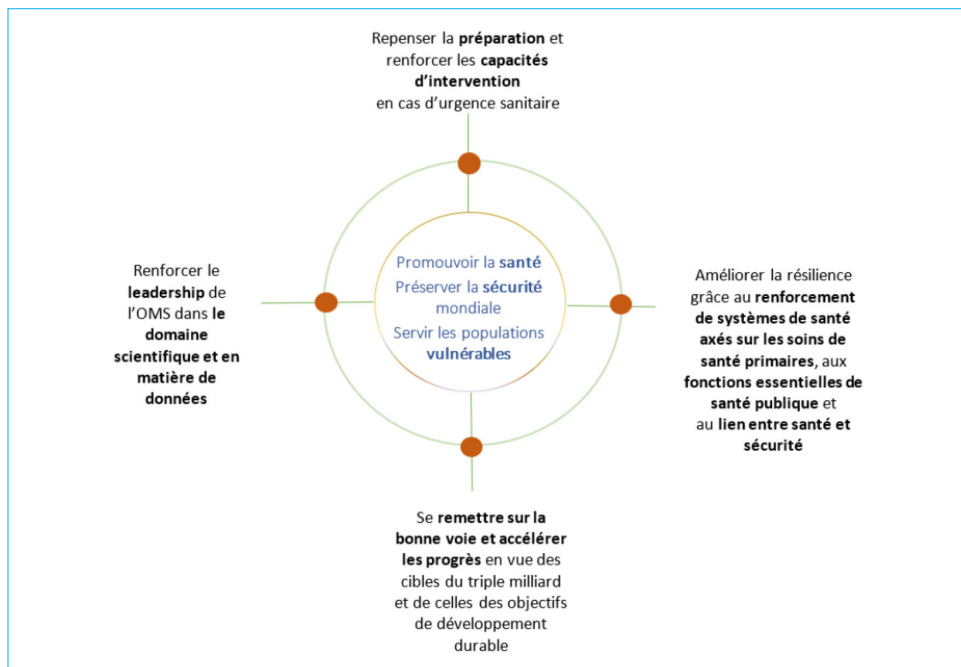 Repenser la préparation et
renforcer les capacités
d'intervention
en cas d'urgence sanitaire
Renforcer le
leadership de
l'OMS dans le
domaine
scientifique et en
matière de
données
Promouvoir la santé
Préserver la sécurité
mondiale
Servir les populations
vulnérables
Améliorer la résilience
grâce au renforcement
de systèmes de santé
axés sur les soins de
santé primaires, aux
fonctions essentielles de
santé publique et
au lien entre santé et
sécurité
Se remettre sur la
bonne voie et accélérer
les progrès en vue des
cibles du triple milliard
et de celles des objectifs
de développement
durable